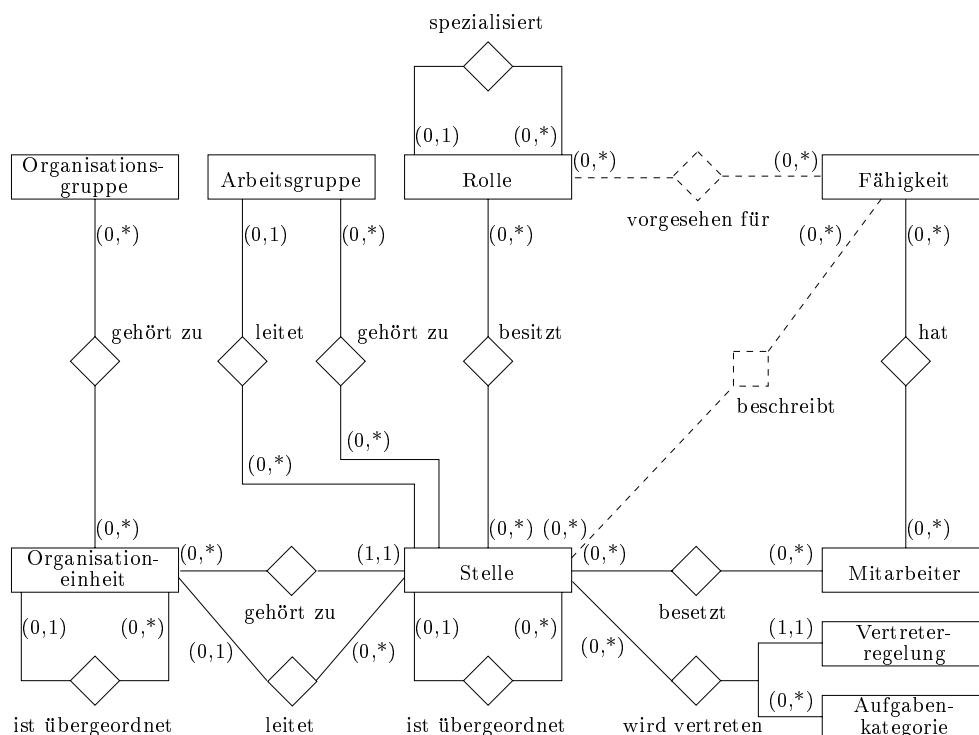 spezialisiert
(0,1) (0,*)
Organisations-
gruppe
Arbeitsgruppe
Rolle
(0,*) (0,*)
Fähigkeit
vorgesehen für
(0,*) (0,1) (0,*) (0,*) (0,*) (0,*)
gehört zu leitet gehört zu besitzt hat
beschreibt
(0,*)
(0,*)
(0,*) (0,*) (0,*) (0,*)
Organisation-
einheit
(0,*) (1,1)
Stelle
(0,*) (0,*)
Mitarbeiter
gehört zu besetzt
(0,1) (0,*) (0,1) (0,*) (0,1) (0,*) (0,*) (1,1)
Vertreter-
regelung
(0,*)
Aufgaben-
kategorie
ist übergeordnet leitet ist übergeordnet wird vertreten